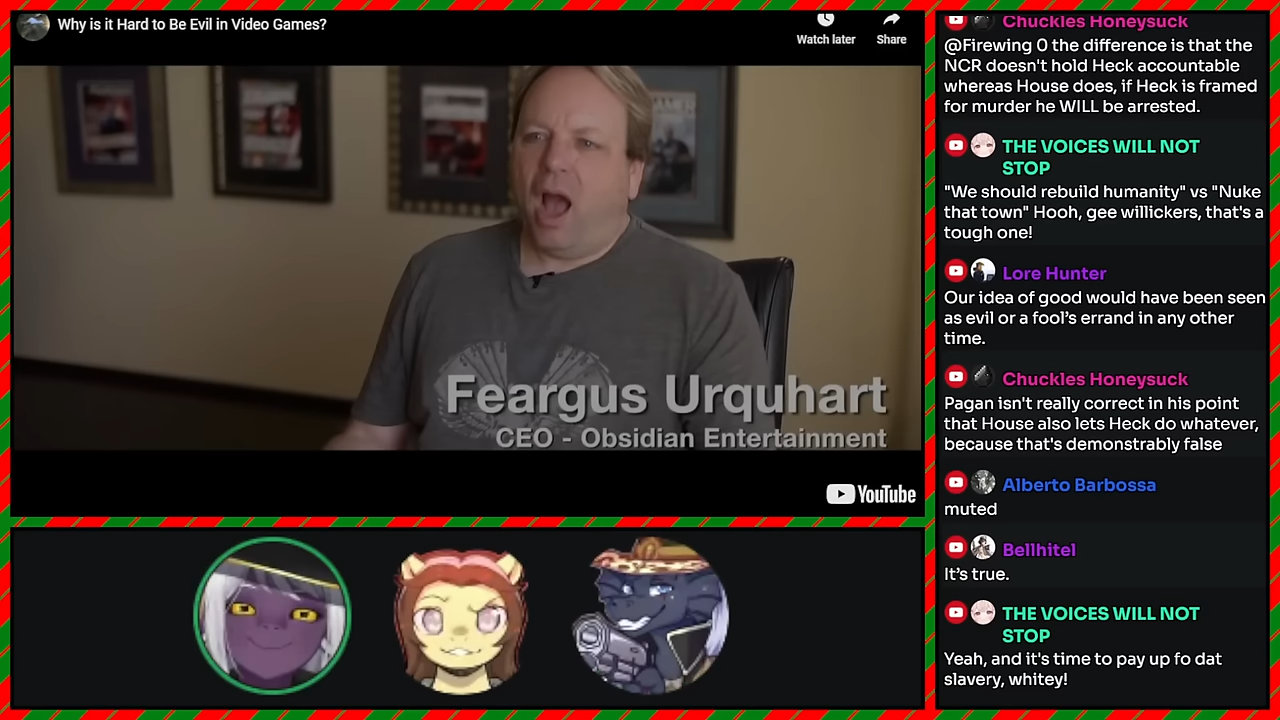 Why is it Hard to Be Evil in Video Games?
Watch later
Share
Feargus Urquhart
CEO - Obsidian Entertainment
YouTube
Chuckles Honeysuck
@Firewing 0 the difference is that the
NCR doesn't hold Heck accountable
whereas House does, if Heck is framed
for murder he WILL be arrested.
THE VOICES WILL NOT
STOP
"We should rebuild humanity" vs "Nuke
that town" Hooh, gee willickers, that's a
tough one!
Lore Hunter
Our idea of good would have been seen
as evil or a fool’s errand in any other
time.
Chuckles Honeysuck
Pagan isn't really correct in his point
that House also lets Heck do whatever,
because that's demonstrably false
Alberto Barbossa
muted
Bellhitel
It’s true.
THE VOICES WILL NOT
STOP
Yeah, and it's time to pay up fo dat
slavery, whitey!